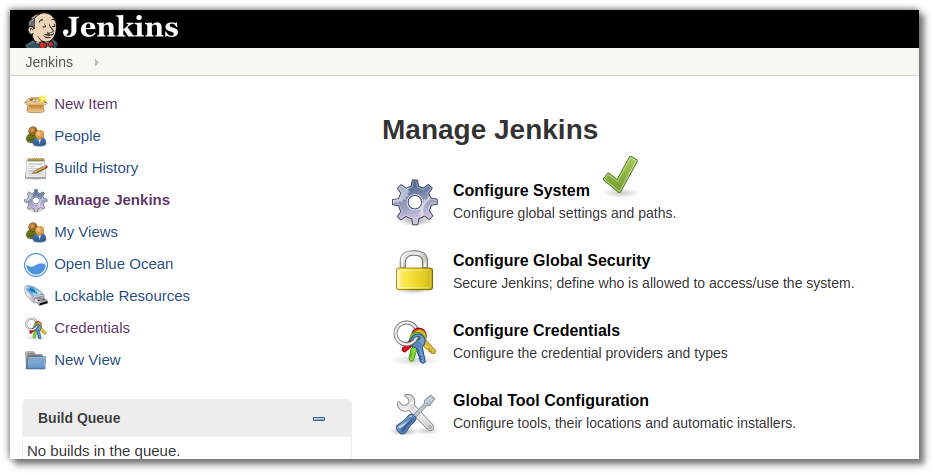 Jenkins
Jenkins
New Item
People
Build History
Manage Jenkins
My Views
Open Blue Ocean
Lockable Resources
Credentials
New View
Build Queue
No builds in the queue.
Manage Jenkins
Configure System
Configure global settings and paths.
Configure Global Security
Secure Jenkins; define who is allowed to access/use the system.
Configure Credentials
Configure the credential providers and types
Global Tool Configuration
Configure tools, their locations and automatic installers.